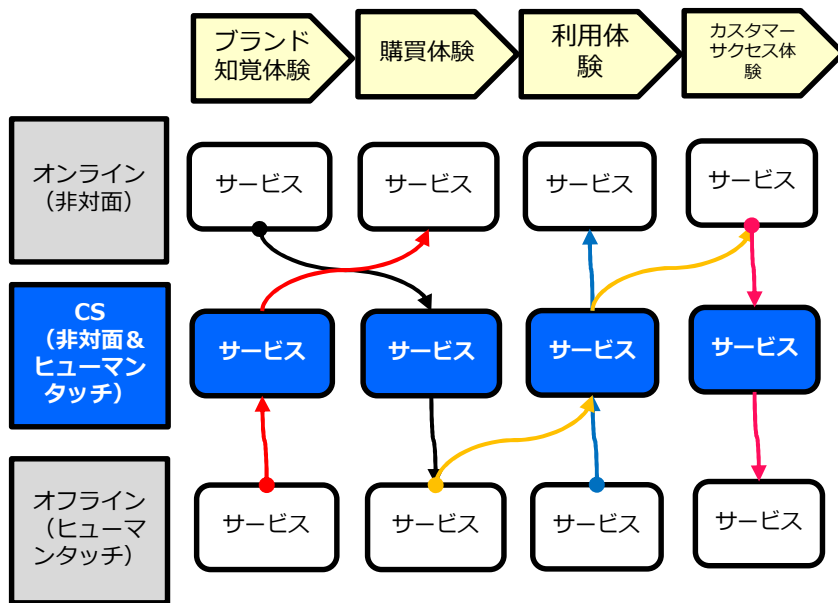 ブランド
知覚体験
購買体験
利用体
験
カスタマー
サクセス体
験
オンライン
（非対面）
サービス
サービス
サービス
サービス
CS
（非対面＆
ヒューマン
タッチ）
サービス
サービス
サービス
サービス
オフライン
（ヒューマ
ンタッチ）
サービス
サービス
サービス
サービス